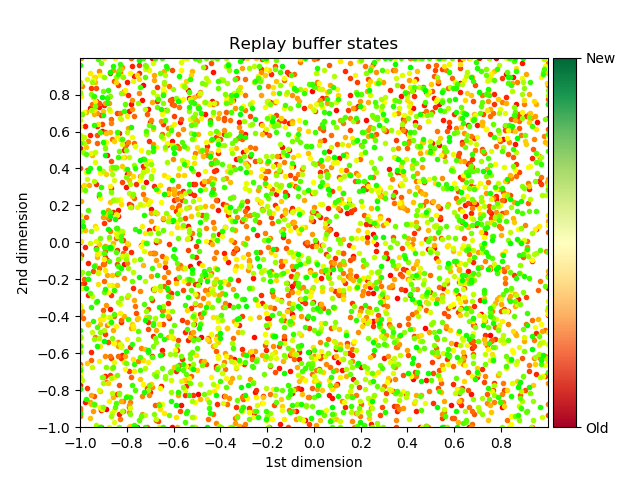 Replay buffer states
New
0.8
0.6
0.4
0.2
0.0
−0.2
−0.4
−0.6
−0.8
−1.0
2nd dimension
Old
−1.0 −0.8 −0.6 −0.4 −0.2 0.0 0.2 0.4 0.6 0.8
1st dimension